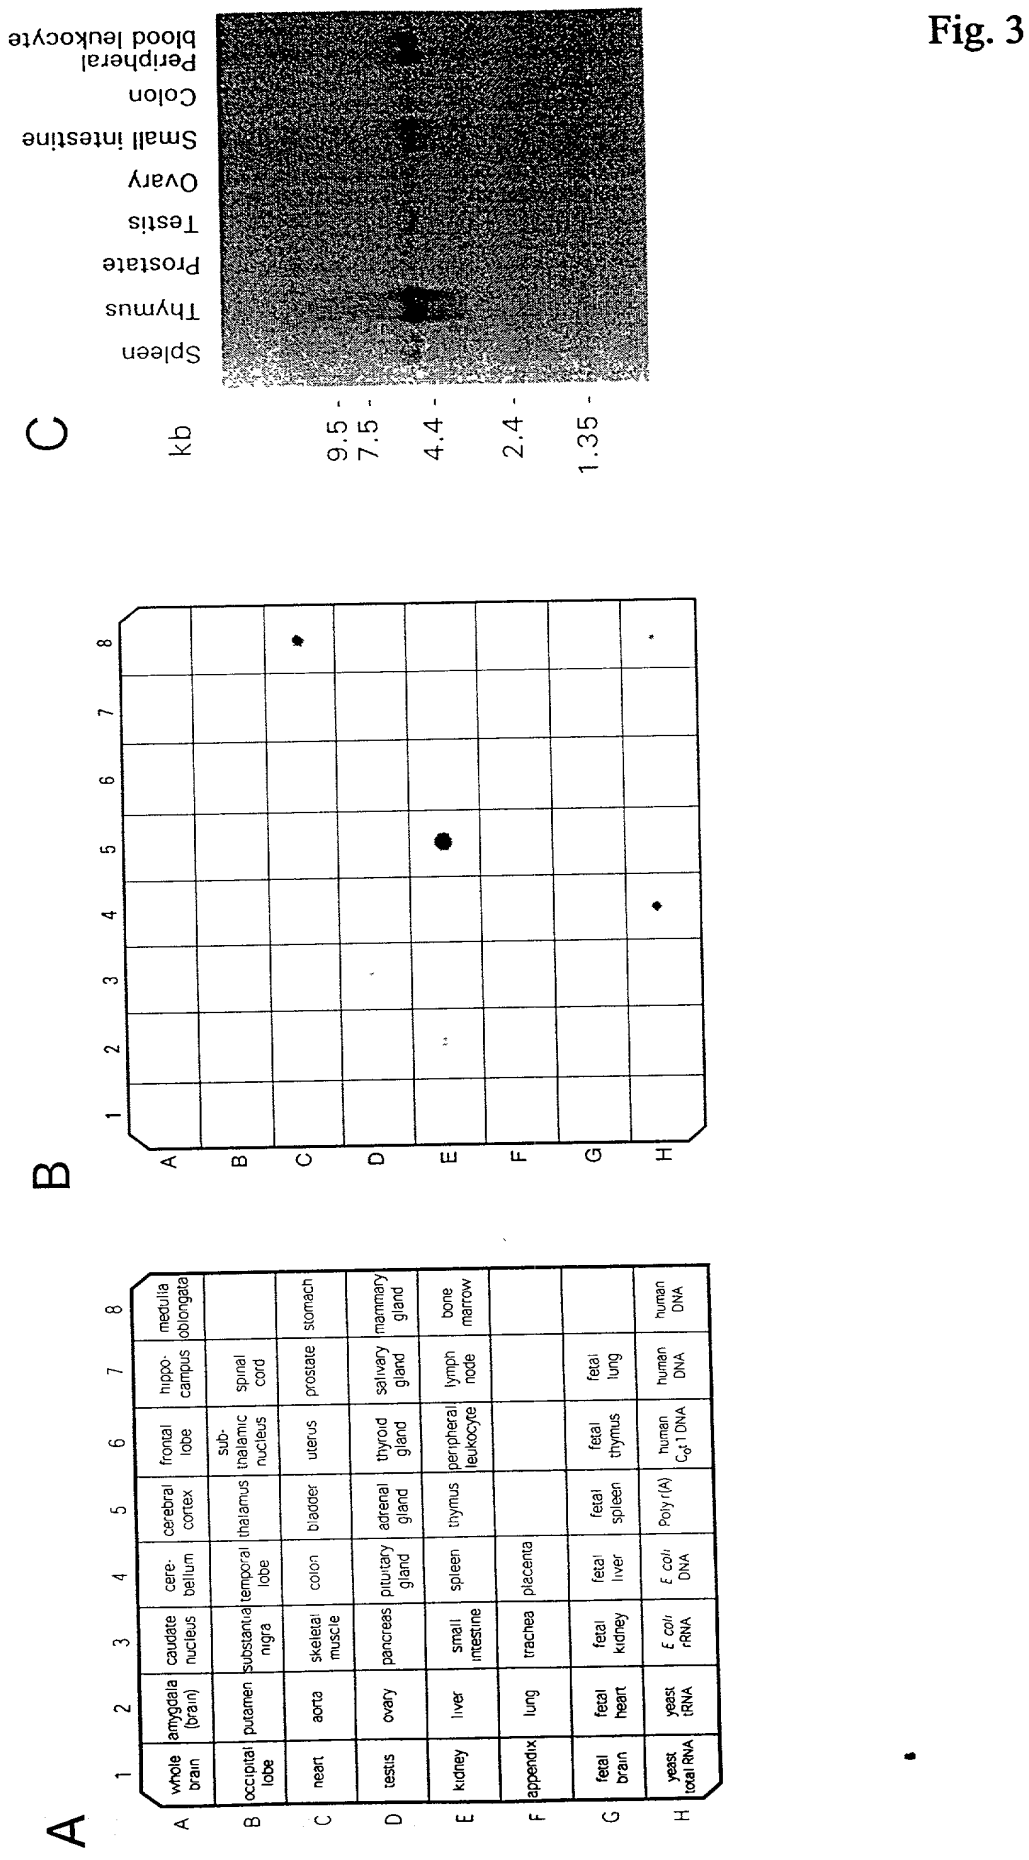 Fig. 3
A
1 2 3 4 5 6 7 8
A
whole brain
amygdala (brain)
caudate nucleus
cere-bellum
cerebral cortex
frontal lobe
hippo-campus
medulla oblongata
B
occipital lobe
putamen
substantia nigra
temporal lobe
thalamus
sub-thalamic nucleus
spinal cord
C
heart
aorta
skeletal muscle
colon
bladder
uterus
prostate
stomach
D
testis
ovary
pancreas
pituitary gland
adrenal gland
thyroid gland
salivary gland
mammary gland
E
kidney
liver
small intestine
spleen
thymus
peripheral leukocyte
lymph node
bone marrow
F
appendix
lung
trachea
placenta
G
fetal brain
fetal heart
fetal kidney
fetal liver
fetal spleen
fetal thymus
fetal lung
H
yeast total RNA
yeast tRNA
E coli rRNA
E coli DNA
Poly r(A)
human C₀t 1 DNA
human DNA
human DNA
B
1 2 3 4 5 6 7 8
A
B
C
D
E
F
G
H
C
kb
Spleen
Thymus
Prostate
Testis
Ovary
Small intestine
Colon
Peripheral
blood leukocyte
9.5 -
7.5 -
4.4 -
2.4 -
1.35 -